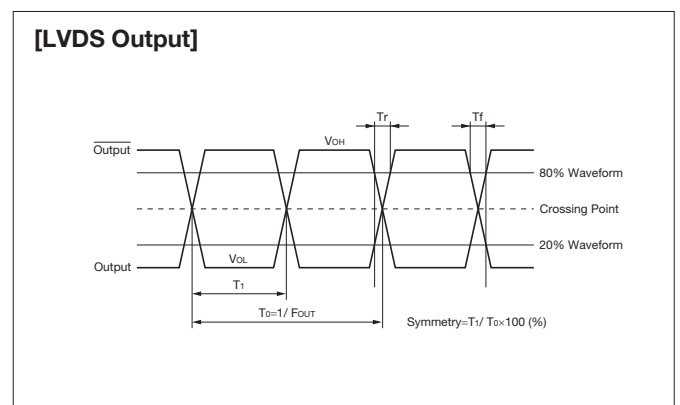 [LVDS Output]
Tr
Tf
Output
VOH
80% Waveform
Crossing Point
20% Waveform
Output
VOL
T1
T0=1/ FOUT
Symmetry=T1/ T0×100 (%)